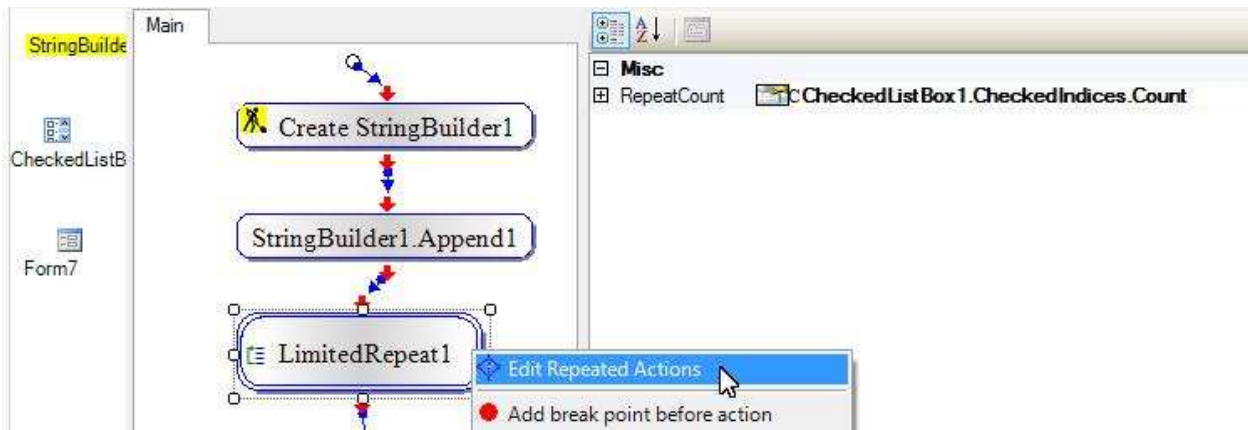 Main
StringBuilde
Misc
RepeatCount CCheckedListBox1.CheckedIndices.Count
Create StringBuilder1
CheckedListB
StringBuilder1.Append1
Form7
LimitedRepeat1
Edit Repeated Actions
Add break point before action